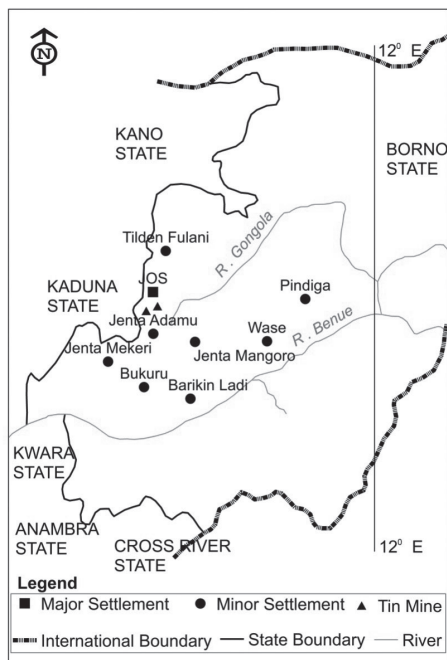 N
12⁰ E
KANO
STATE
BORNO
STATE
Tilden Fulani
R. Gongola
KADUNA
STATE
JOS
Pindiga
Jenta Adamu
Wase
R. Benue
Jenta Mekeri
Jenta Mangoro
Bukuru
Barikin Ladi
KWARA
STATE
ANAMBRA
STATE
CROSS RIVER
STATE
12⁰ E
Legend
Major Settlement Minor Settlement Tin Mine
International Boundary State Boundary River